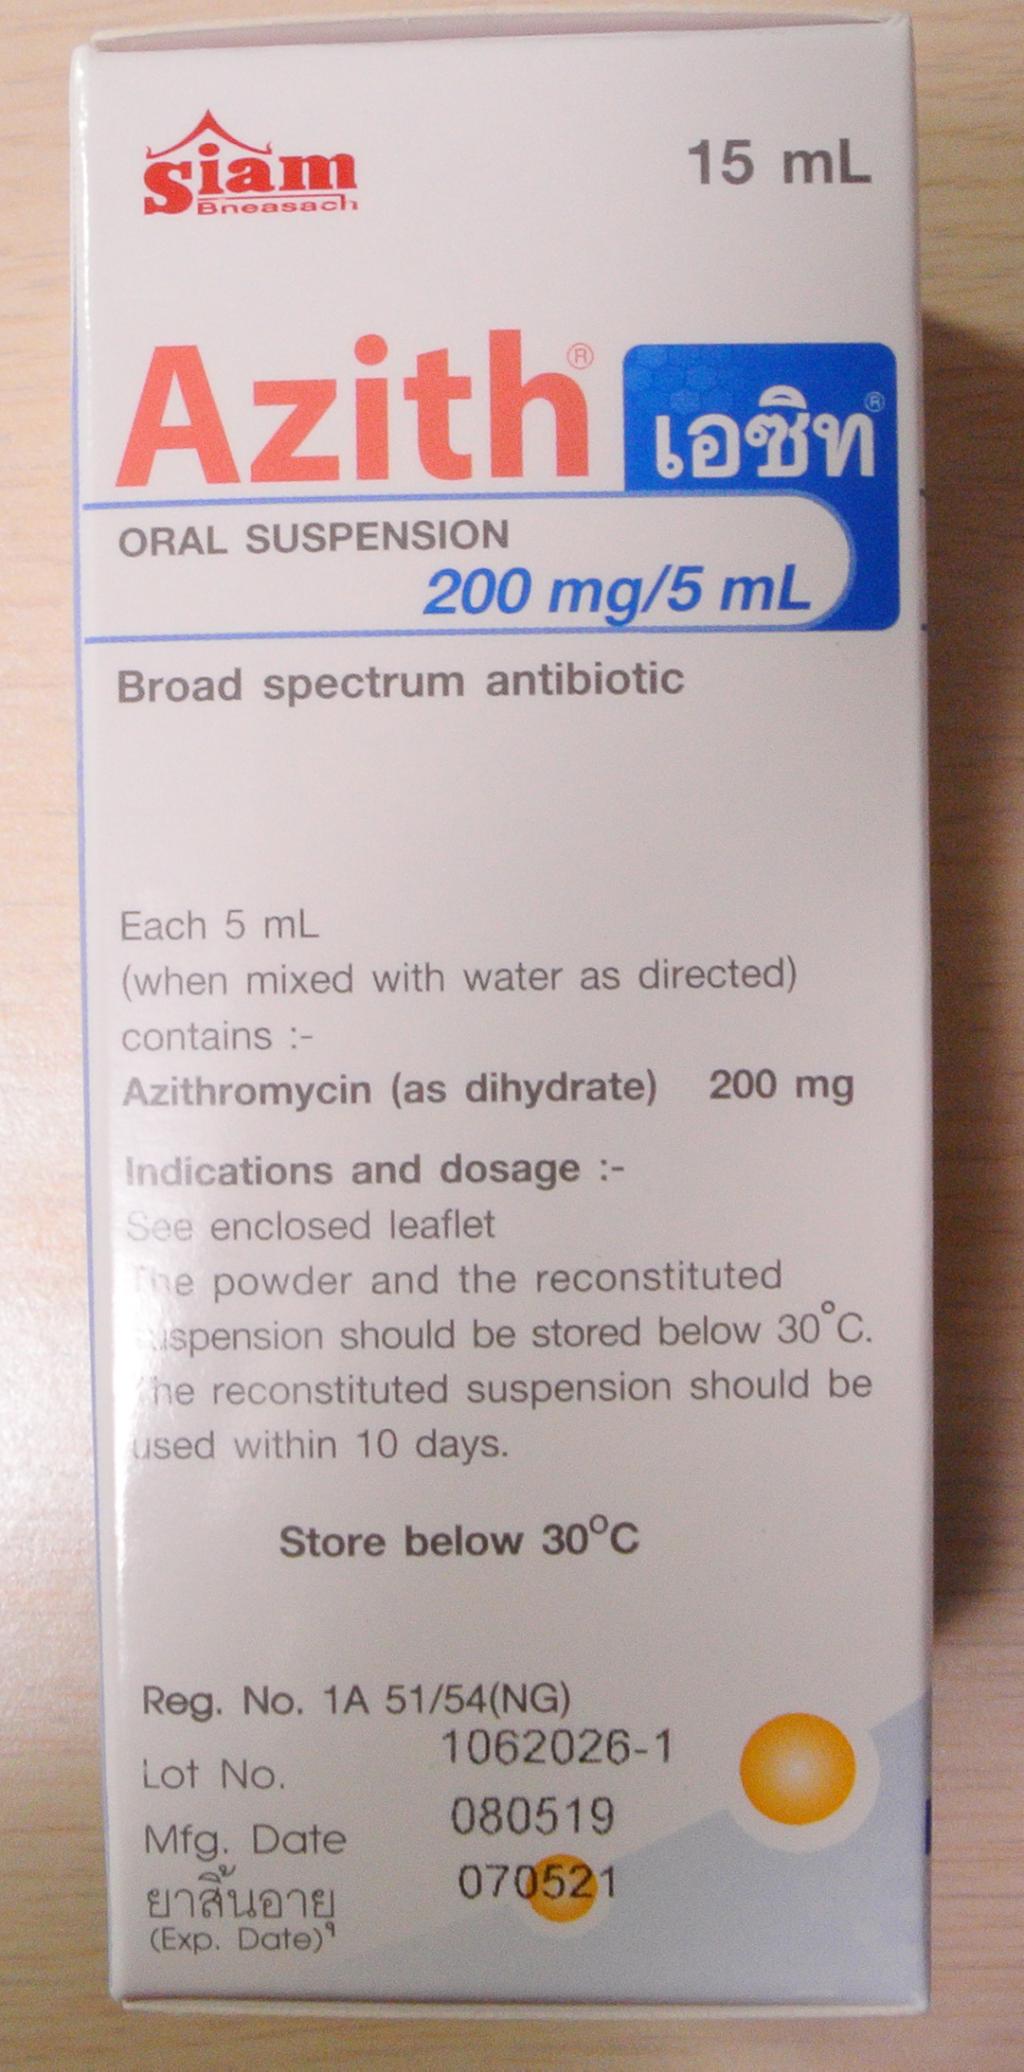 Siam
Bneasach
15 mL
Azith®
เอซิท®
ORAL SUSPENSION
200 mg/5 mL
Broad spectrum antibiotic
Each 5 mL
(when mixed with water as directed)
contains :-
Azithromycin (as dihydrate) 200 mg
Indications and dosage :-
See enclosed leaflet
The powder and the reconstituted
suspension should be stored below 30°C.
The reconstituted suspension should be
used within 10 days.
Store below 30°C
Reg. No. 1A 51/54(NG)
Lot No. 1062026-1
Mfg. Date 080519
ยาสิ้นอายุ 070521
(Exp. Date)